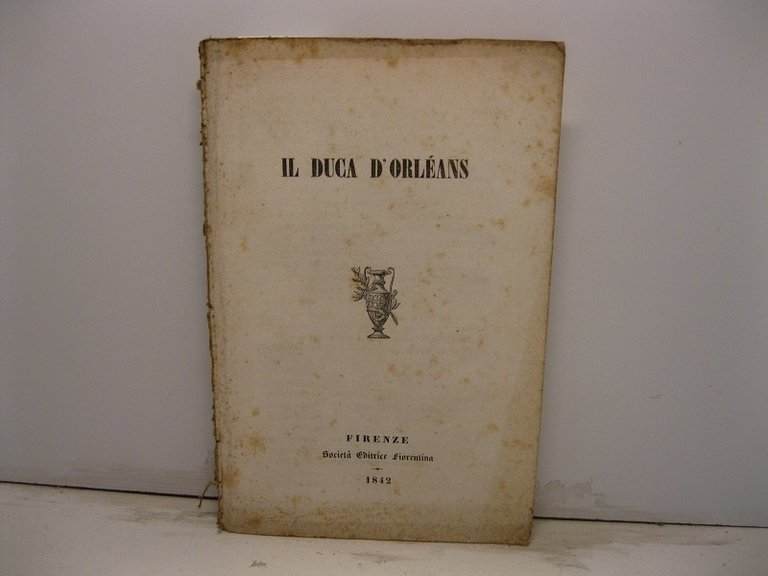 IL DUCA D'ORLÉANS
FIRENZE
Società Editrice Fiorentina
1842